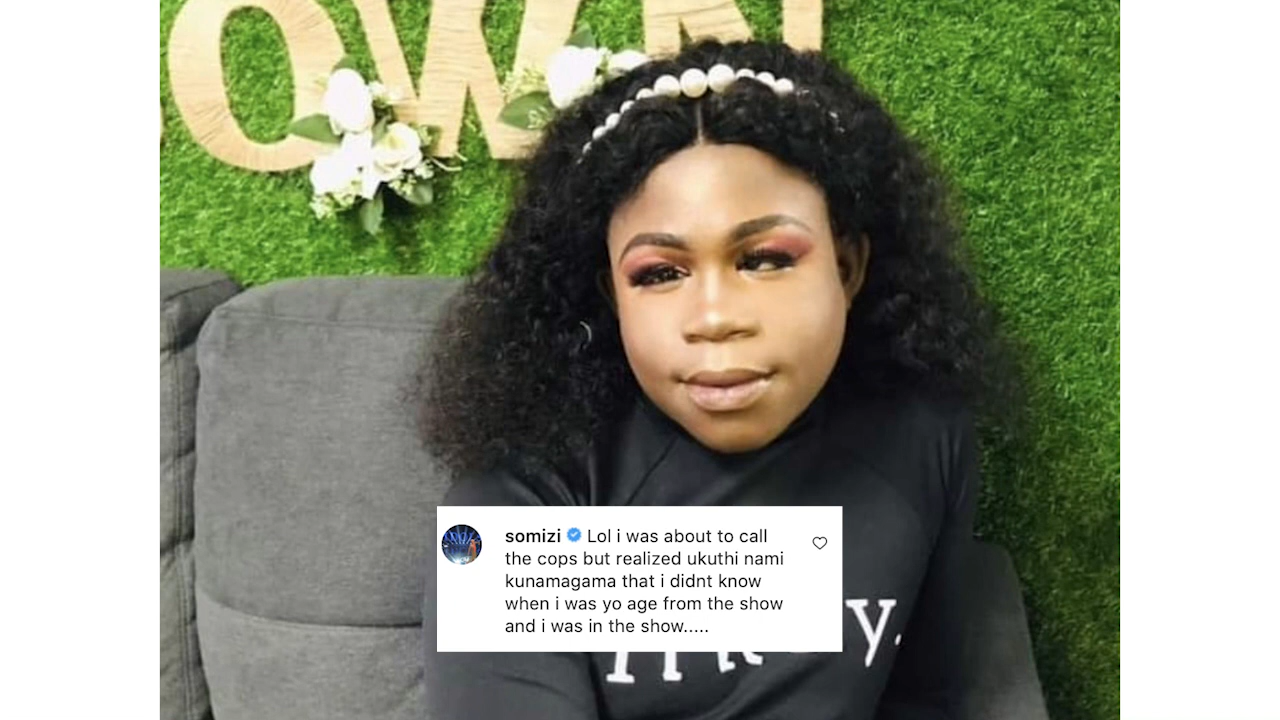 OWN
somizi Lol i was about to call
the cops but realized ukuthi nami
kunamagama that i didnt know
when i was yo age from the show
and i was in the show.....
y.